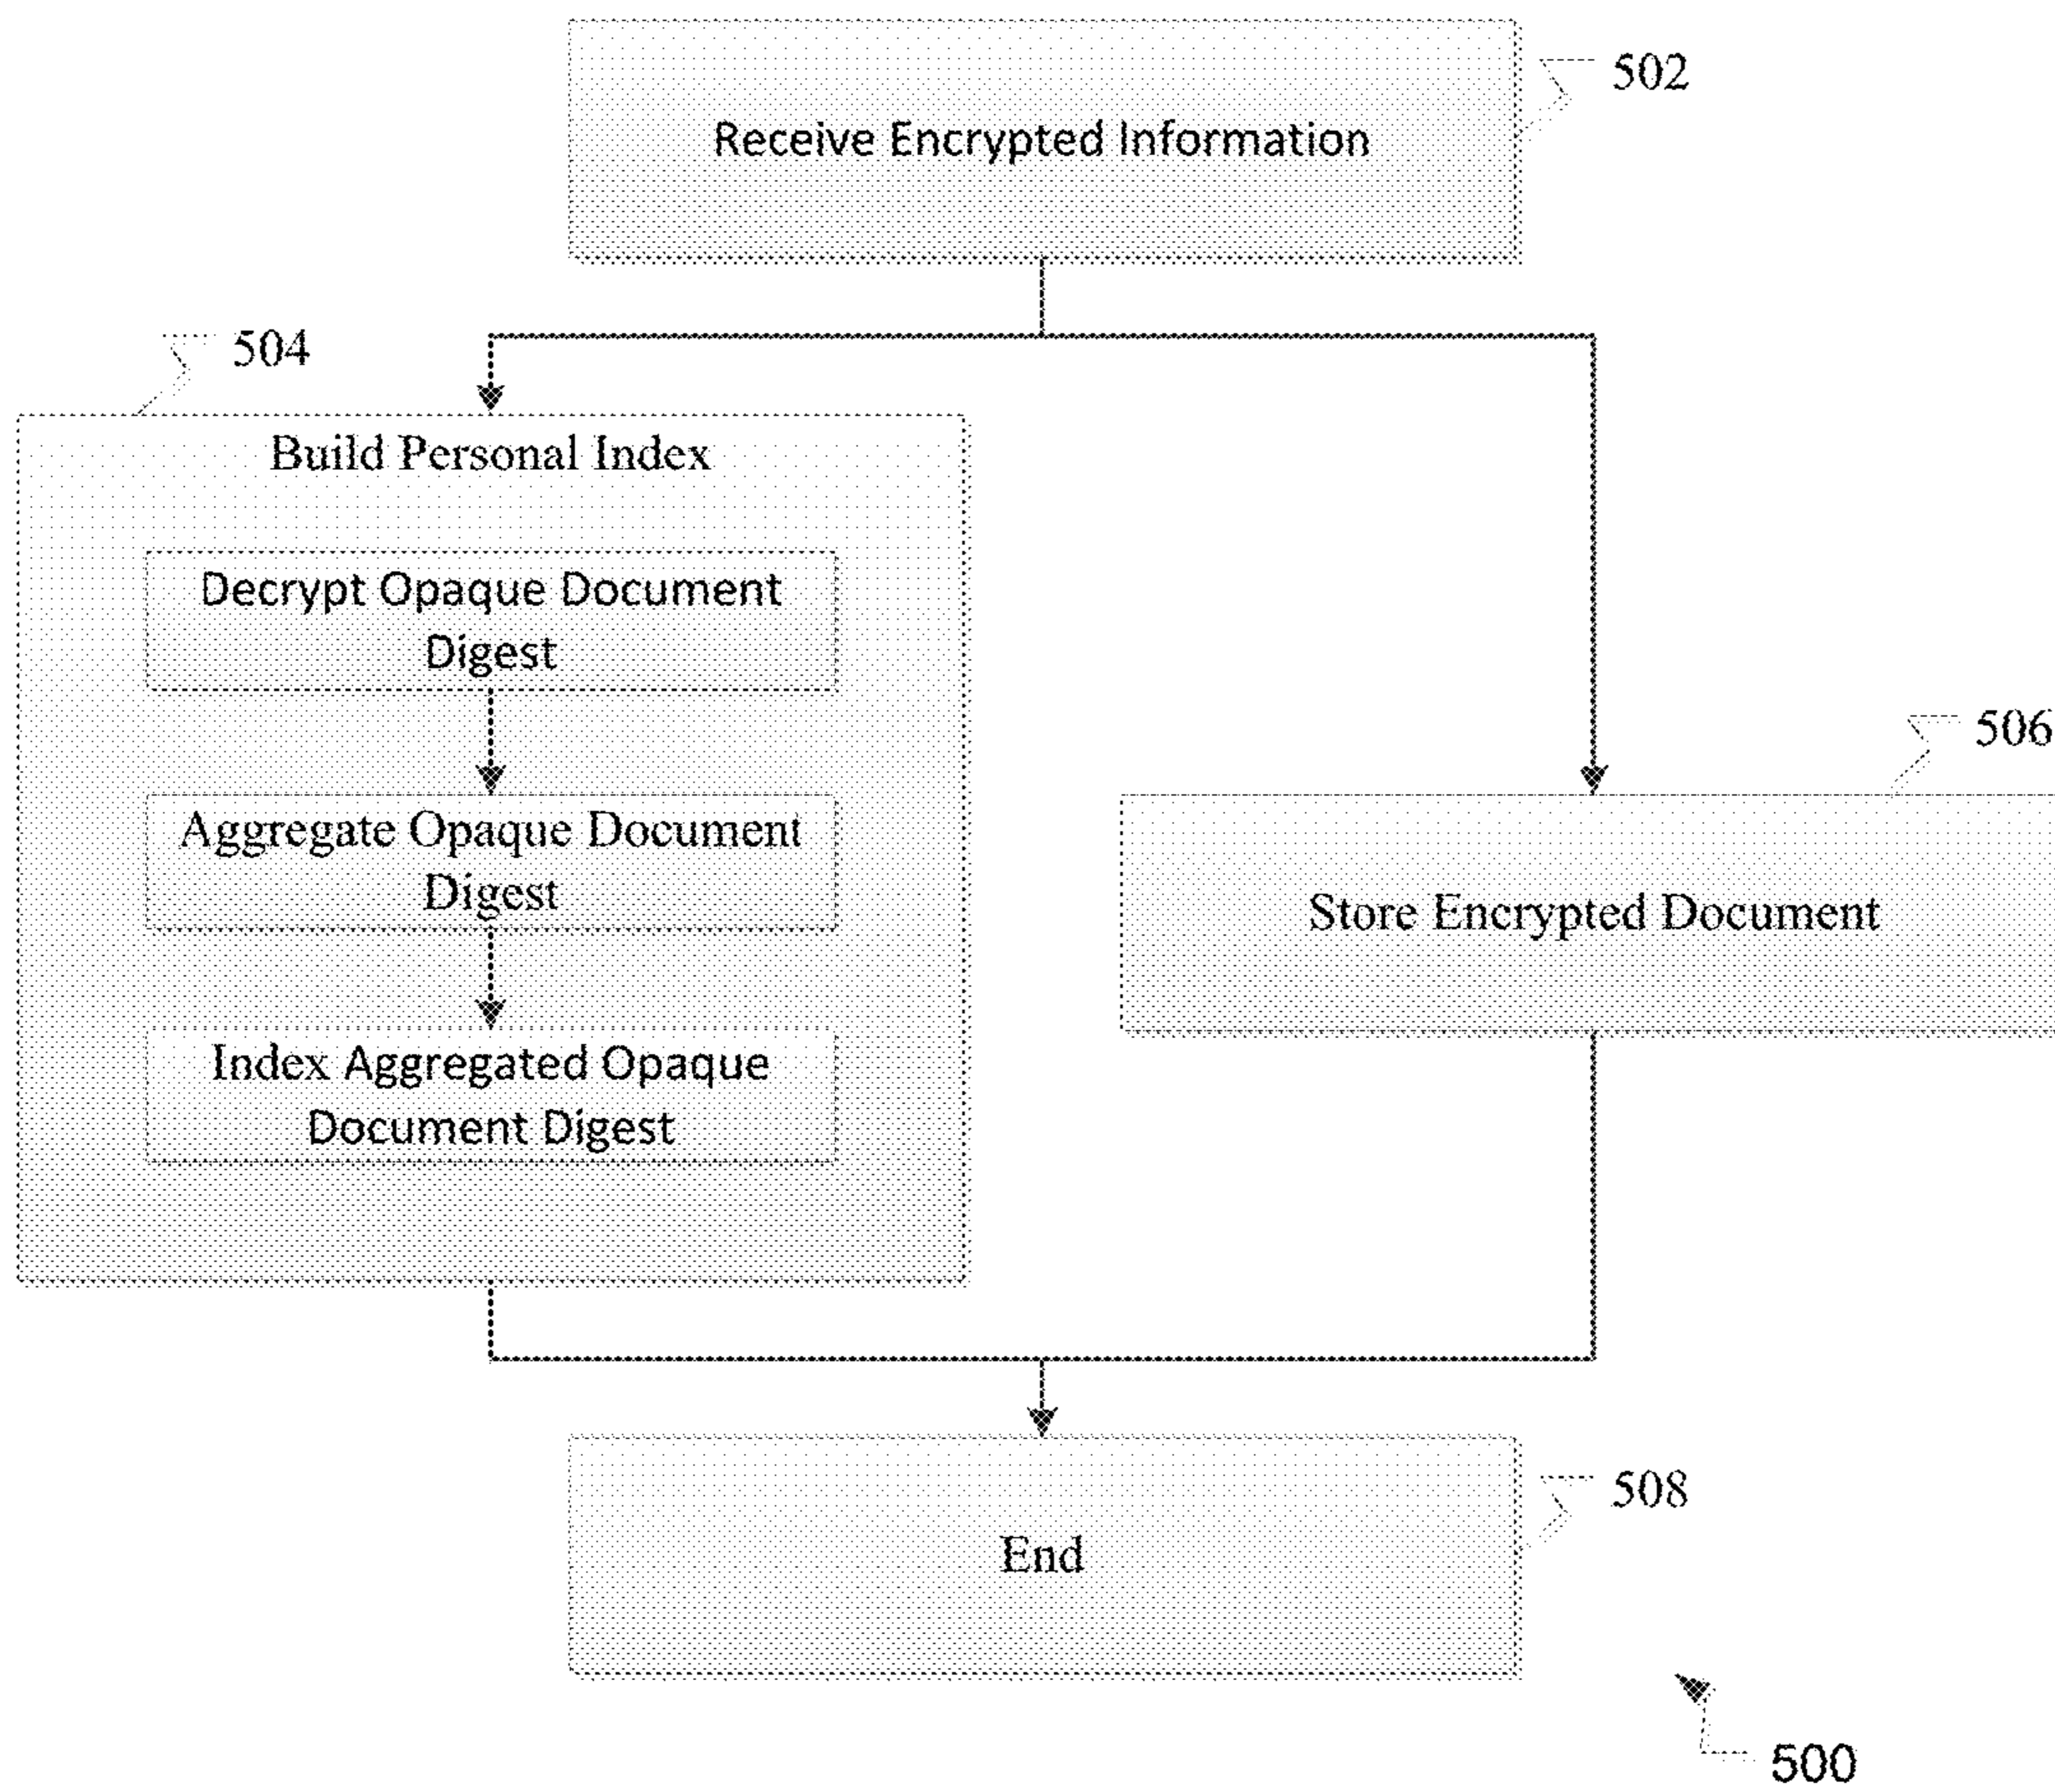 502
Receive Encrypted Information
504
Build Personal Index
Decrypt Opaque Document
Digest
Aggregate Opaque Document
Digest
Index Aggregated Opaque
Document Digest
506
Store Encrypted Document
508
End
500